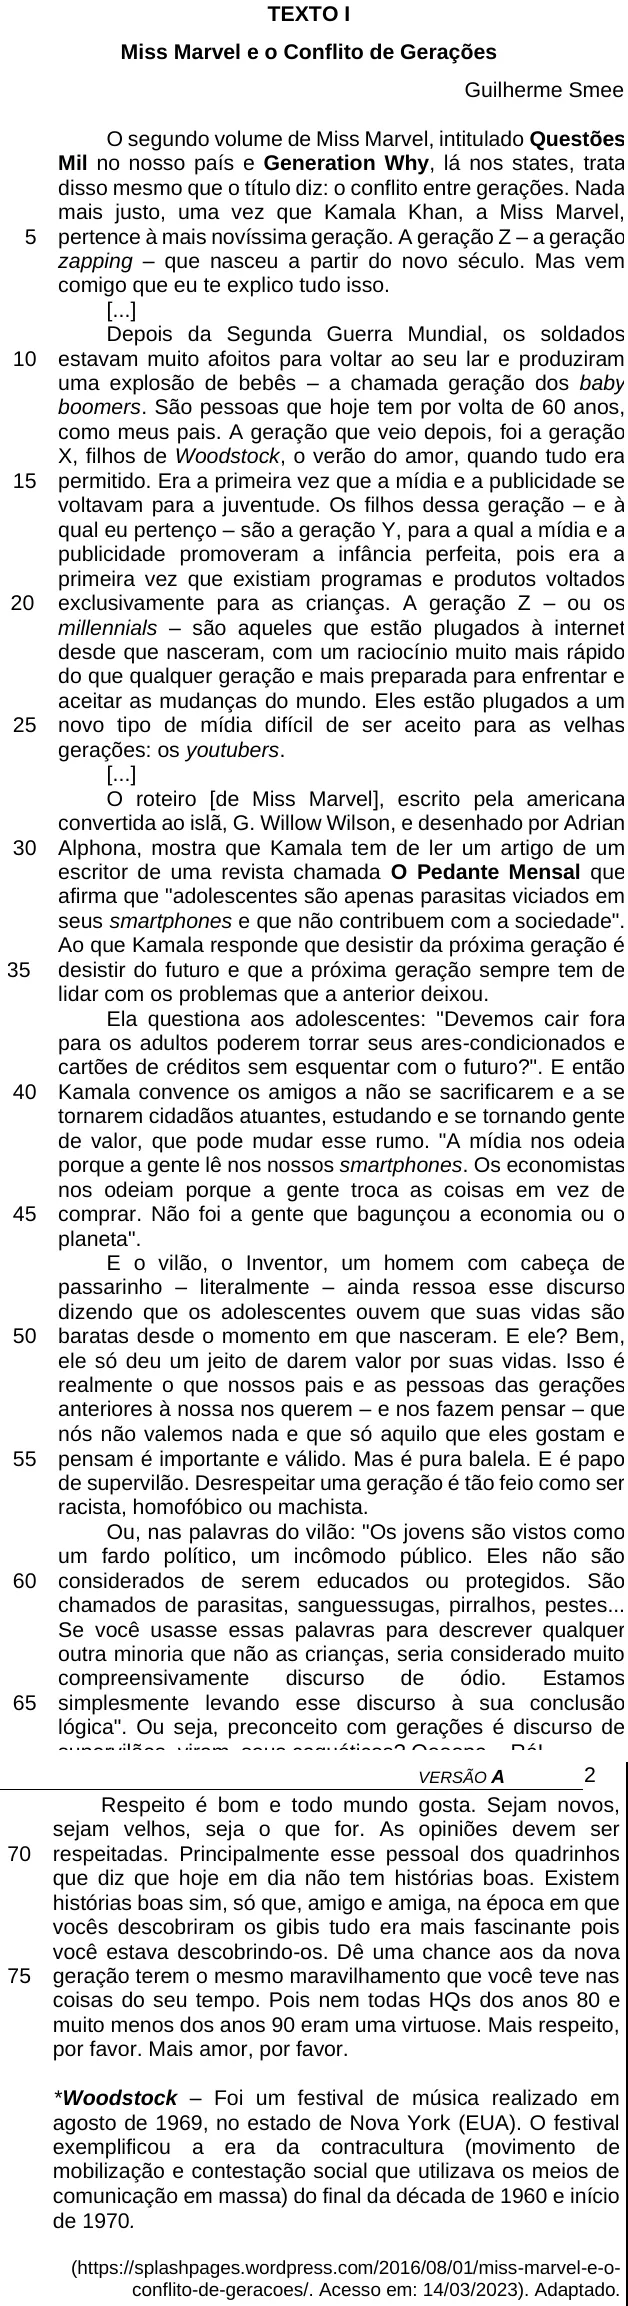 TEXTO I
Miss Marvel e o Conflito de Gerações
Guilherme Smee
O segundo volume de Miss Marvel, intitulado Questões
Mil no nosso país e Generation Why, lá nos states, trata
disso mesmo que o título diz: o conflito entre gerações. Nada
mais justo, uma vez que Kamala Khan, a Miss Marvel,
5 pertence à mais novíssima geração. A geração Z – a geração
zapping – que nasceu a partir do novo século. Mas vem
comigo que eu te explico tudo isso.
[...]
Depois da Segunda Guerra Mundial, os soldados
10 estavam muito afoitos para voltar ao seu lar e produziram
uma explosão de bebês – a chamada geração dos baby
boomers. São pessoas que hoje tem por volta de 60 anos,
como meus pais. A geração que veio depois, foi a geração
X, filhos de Woodstock, o verão do amor, quando tudo era
15 permitido. Era a primeira vez que a mídia e a publicidade se
voltavam para a juventude. Os filhos dessa geração – e à
qual eu pertenço – são a geração Y, para a qual a mídia e a
publicidade promoveram a infância perfeita, pois era a
primeira vez que existiam programas e produtos voltados
20 exclusivamente para as crianças. A geração Z – ou os
millennials – são aqueles que estão plugados à internet
desde que nasceram, com um raciocínio muito mais rápido
do que qualquer geração e mais preparada para enfrentar e
aceitar as mudanças do mundo. Eles estão plugados a um
25 novo tipo de mídia difícil de ser aceito para as velhas
gerações: os youtubers.
[...]
O roteiro [de Miss Marvel], escrito pela americana
convertida ao islã, G. Willow Wilson, e desenhado por Adrian
30 Alphona, mostra que Kamala tem de ler um artigo de um
escritor de uma revista chamada O Pedante Mensal que
afirma que "adolescentes são apenas parasitas viciados em
seus smartphones e que não contribuem com a sociedade".
Ao que Kamala responde que desistir da próxima geração é
35 desistir do futuro e que a próxima geração sempre tem de
lidar com os problemas que a anterior deixou.
Ela questiona aos adolescentes: "Devemos cair fora
para os adultos poderem torrar seus ares-condicionados e
cartões de créditos sem esquentar com o futuro?". E então
40 Kamala convence os amigos a não se sacrificarem e a se
tornarem cidadãos atuantes, estudando e se tornando gente
de valor, que pode mudar esse rumo. "A mídia nos odeia
porque a gente lê nos nossos smartphones. Os economistas
nos odeiam porque a gente troca as coisas em vez de
45 comprar. Não foi a gente que bagunçou a economia ou o
planeta".
E o vilão, o Inventor, um homem com cabeça de
passarinho – literalmente – ainda ressoa esse discurso
dizendo que os adolescentes ouvem que suas vidas são
50 baratas desde o momento em que nasceram. E ele? Bem,
ele só deu um jeito de darem valor por suas vidas. Isso é
realmente o que nossos pais e as pessoas das gerações
anteriores à nossa nos querem – e nos fazem pensar – que
nós não valemos nada e que só aquilo que eles gostam e
55 pensam é importante e válido. Mas é pura balela. E é papo
de supervilão. Desrespeitar uma geração é tão feio como ser
racista, homofóbico ou machista.
Ou, nas palavras do vilão: "Os jovens são vistos como
um fardo político, um incômodo público. Eles não são
60 considerados de serem educados ou protegidos. São
chamados de parasitas, sanguessugas, pirralhos, pestes...
Se você usasse essas palavras para descrever qualquer
outra minoria que não as crianças, seria considerado muito
compreensivamente discurso de ódio. Estamos
65 simplesmente levando esse discurso à sua conclusão
lógica". Ou seja, preconceito com gerações é discurso de
VERSÃO A 2
Respeito é bom e todo mundo gosta. Sejam novos,
sejam velhos, seja o que for. As opiniões devem ser
70 respeitadas. Principalmente esse pessoal dos quadrinhos
que diz que hoje em dia não tem histórias boas. Existem
histórias boas sim, só que, amigo e amiga, na época em que
vocês descobriram os gibis tudo era mais fascinante pois
você estava descobrindo-os. Dê uma chance aos da nova
75 geração terem o mesmo maravilhamento que você teve nas
coisas do seu tempo. Pois nem todas HQs dos anos 80 e
muito menos dos anos 90 eram uma virtuose. Mais respeito,
por favor. Mais amor, por favor.
*Woodstock – Foi um festival de música realizado em
agosto de 1969, no estado de Nova York (EUA). O festival
exemplificou a era da contracultura (movimento de
mobilização e contestação social que utilizava os meios de
comunicação em massa) do final da década de 1960 e início
de 1970.
(https://splashpages.wordpress.com/2016/08/01/miss-marvel-e-o-
conflito-de-geracoes/. Acesso em: 14/03/2023). Adaptado.